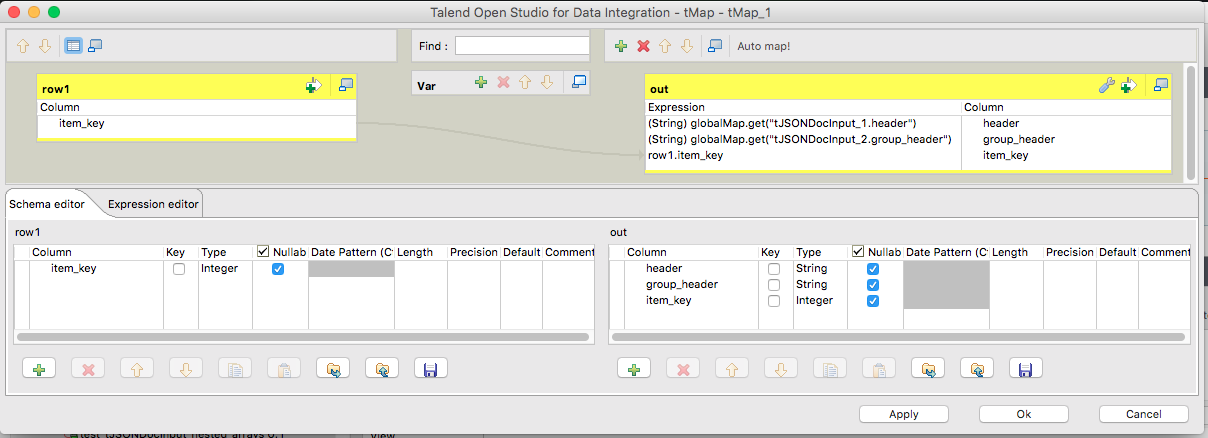 Talend Open Studio for Data Integration - tMap - tMap_1
Find :
Auto map!
row1
Column
item_key
Var
out
Expression Column
(String) globalMap.get("tJSONDocInput_1.header") header
(String) globalMap.get("tJSONDocInput_2.group_header") group_header
row1.item_key item_key
Schema editor Expression editor
row1
Column Key Type Nullab Date Pattern (C Length Precision Default Comment
item_key Integer
out
Column Key Type Nullab Date Pattern (C Length Precision Default Comment
header String
group_header String
item_key Integer
Apply Ok Cancel
test_tJSONDocInput_nested_arrays 0.1
View